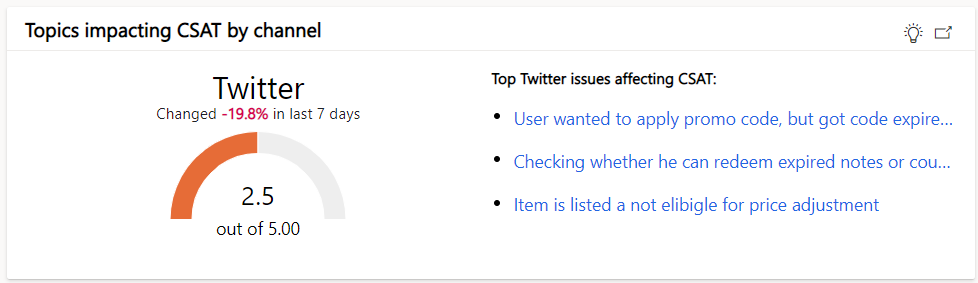 Topics impacting CSAT by channel
Twitter
Changed -19.8% in last 7 days
2.5
out of 5.00
Top Twitter issues affecting CSAT:
User wanted to apply promo code, but got code expire...
Checking whether he can redeem expired notes or cou...
Item is listed a not elibigle for price adjustment